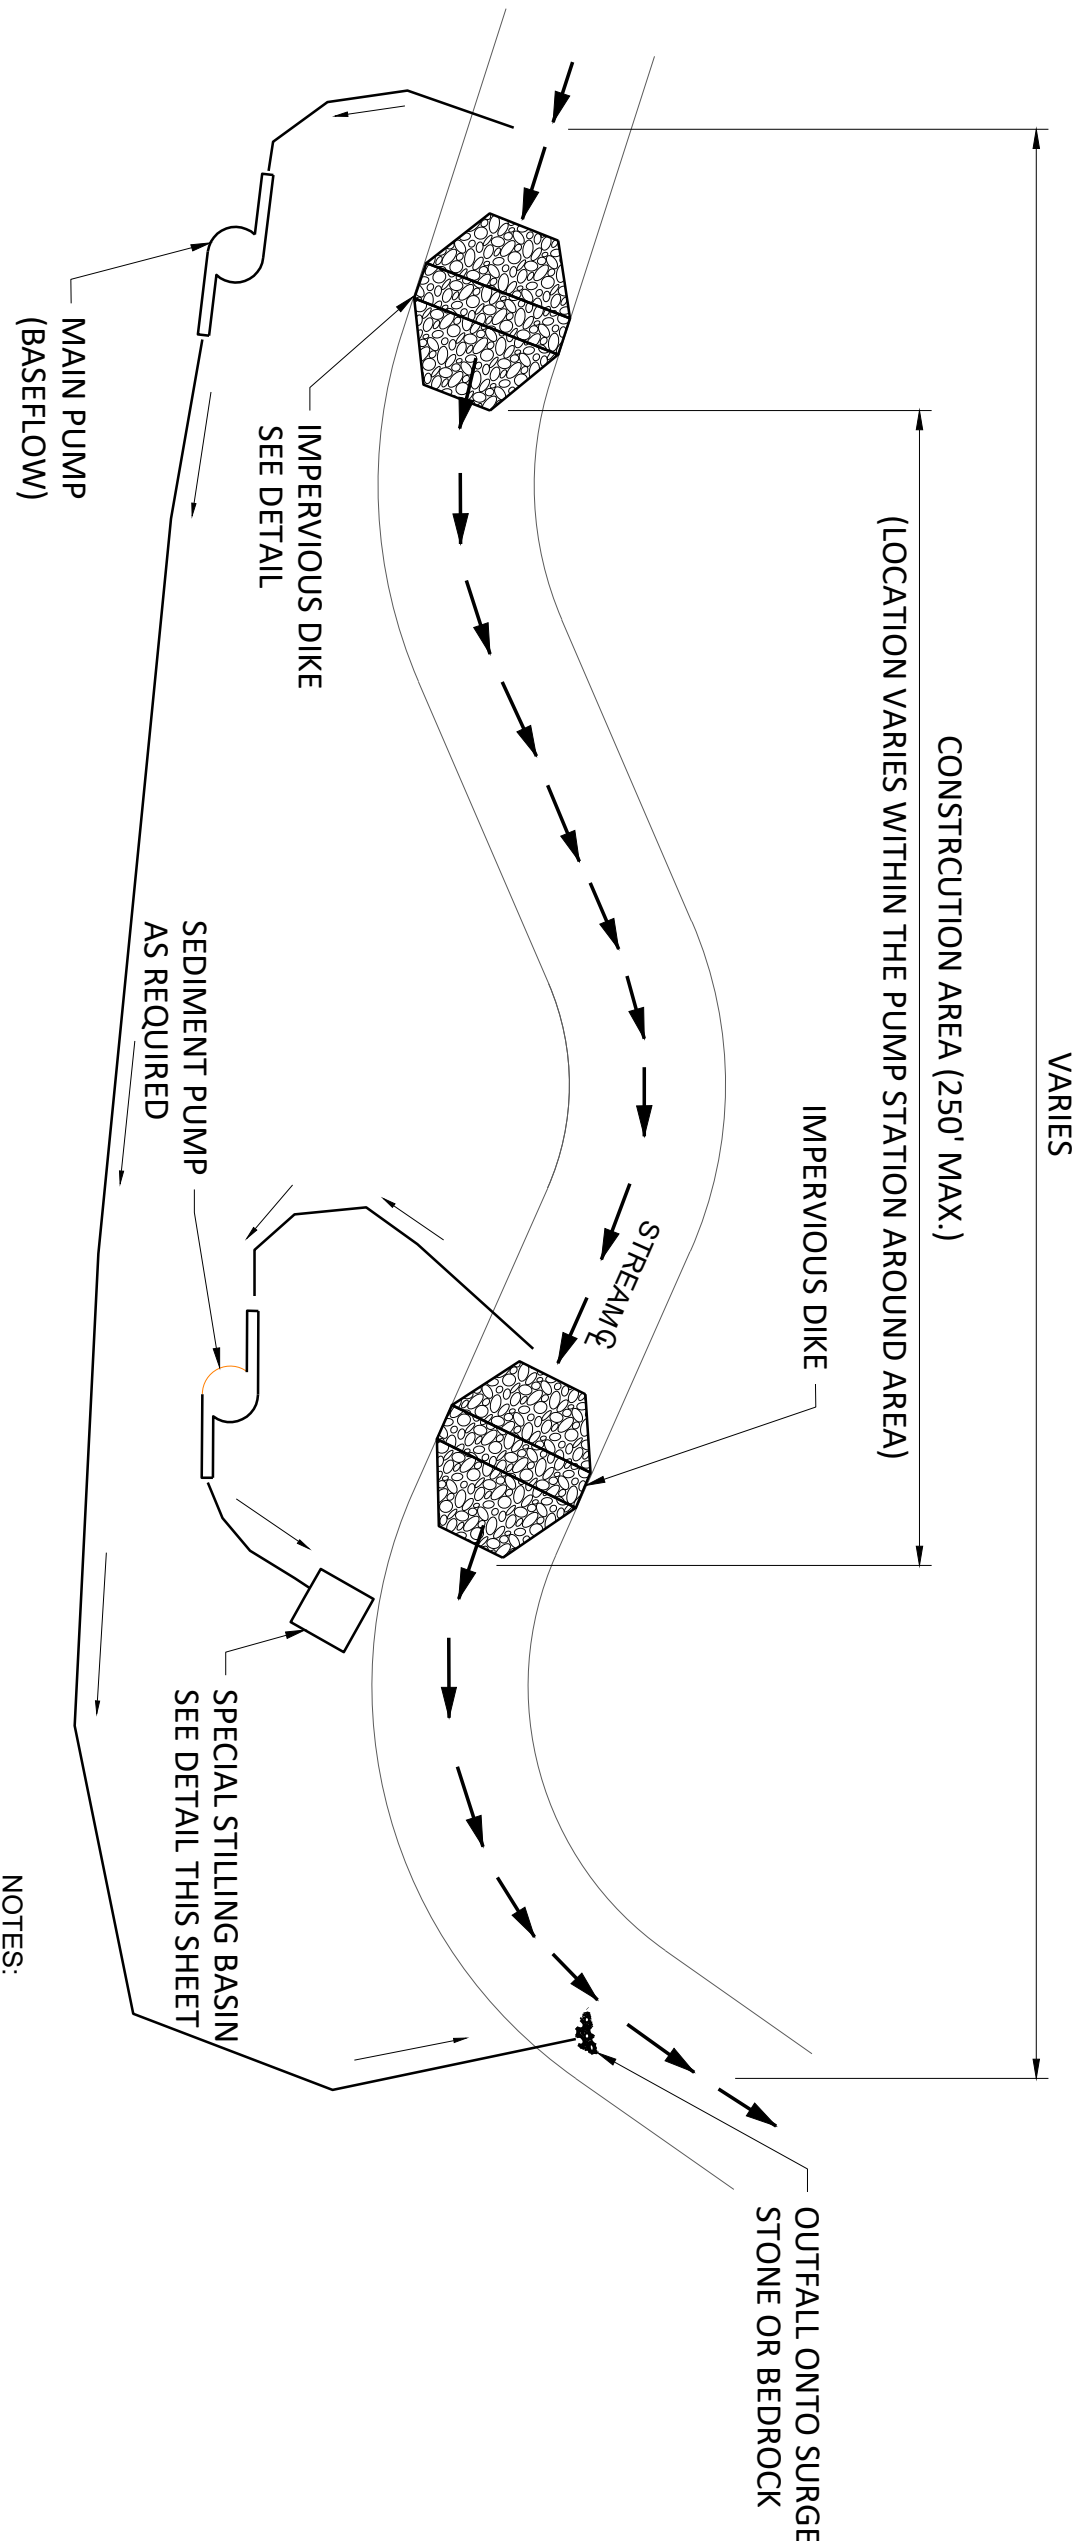 VARIES
CONSTRCUTION AREA (250' MAX.)
(LOCATION VARIES WITHIN THE PUMP STATION AROUND AREA)
IMPERVIOUS DIKE
STREAM ℄
IMPERVIOUS DIKE
SEE DETAIL
MAIN PUMP
(BASEFLOW)
SEDIMENT PUMP
AS REQUIRED
SPECIAL STILLING BASIN
SEE DETAIL THIS SHEET
OUTFALL ONTO SURGE
STONE OR BEDROCK
NOTES: